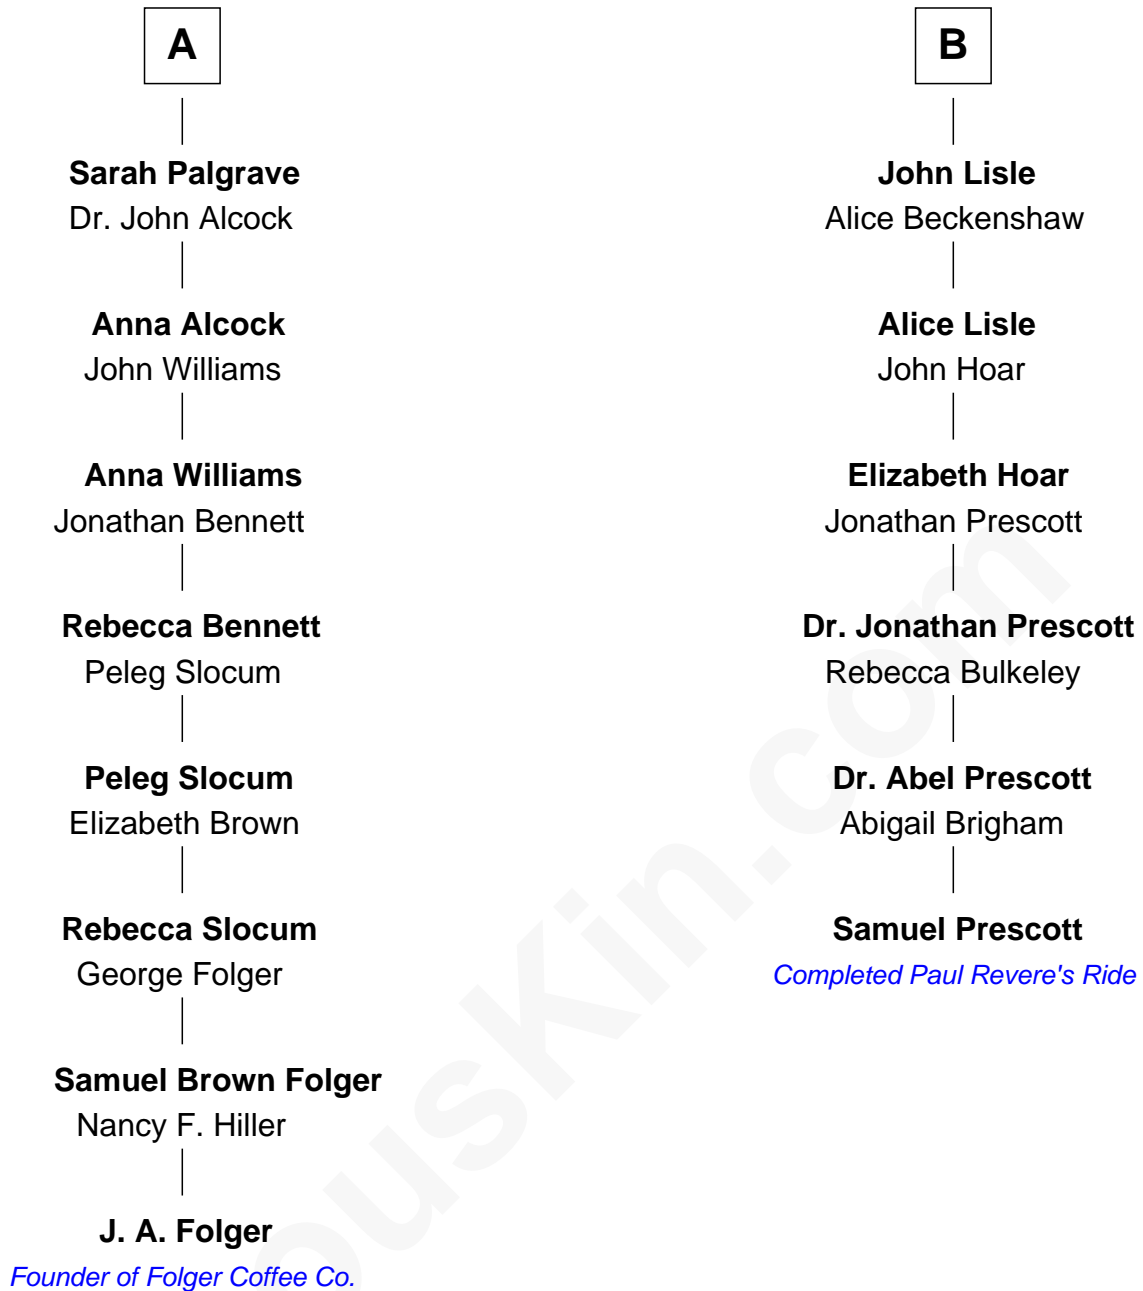 A
Sarah Palgrave
Dr. John Alcock
Anna Alcock
John Williams
Anna Williams
Jonathan Bennett
Rebecca Bennett
Peleg Slocum
Peleg Slocum
Elizabeth Brown
Rebecca Slocum
George Folger
Samuel Brown Folger
Nancy F. Hiller
J. A. Folger
Founder of Folger Coffee Co.
B
John Lisle
Alice Beckenshaw
Alice Lisle
John Hoar
Elizabeth Hoar
Jonathan Prescott
Dr. Jonathan Prescott
Rebecca Bulkeley
Dr. Abel Prescott
Abigail Brigham
Samuel Prescott
Completed Paul Revere's Ride
ousKin.com